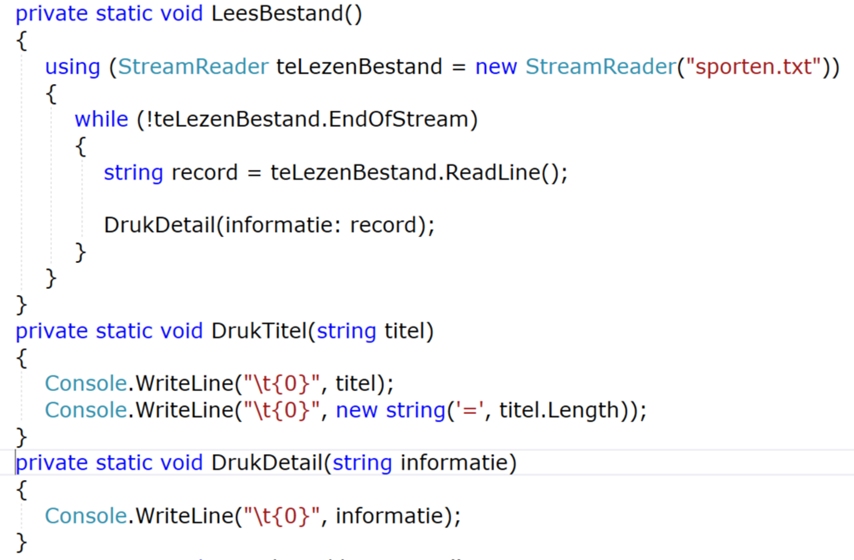 private static void LeesBestand()
{
using (StreamReader teLezenBestand = new StreamReader("sporten.txt"))
{
while (!teLezenBestand.EndOfStream)
{
string record = teLezenBestand.ReadLine();
DrukDetail(informatie: record);
}
}
}
private static void DrukTitel(string titel)
{
Console.WriteLine("\t{0}", titel);
Console.WriteLine("\t{0}", new string('=', titel.Length));
}
private static void DrukDetail(string informatie)
{
Console.WriteLine("\t{0}", informatie);
}